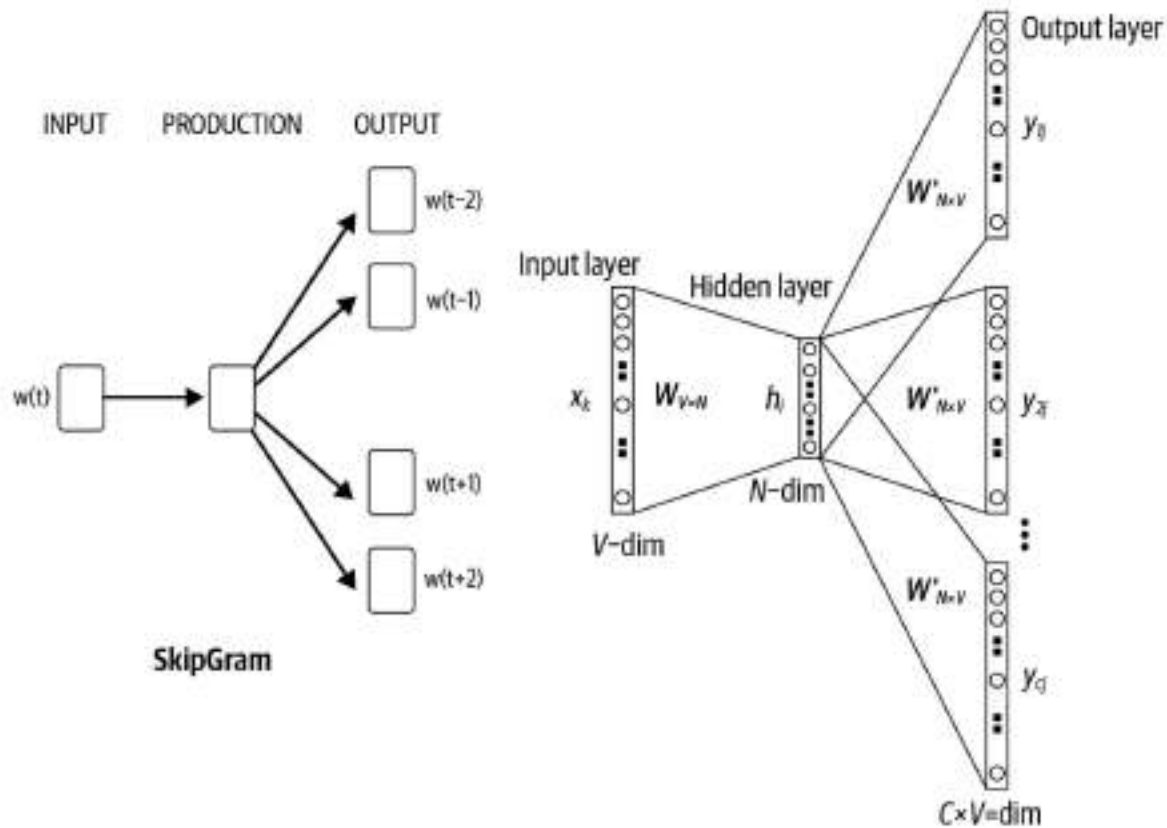 INPUT PRODUCTION OUTPUT
w(t-2)
w(t-1)
w(t)
w(t+1)
w(t+2)
SkipGram
Output layer
y1j
W'N×V
Input layer
Hidden layer
xk
WV×N
hi
W'N×V
y2j
N-dim
V-dim
W'N×V
yCj
C×V=dim